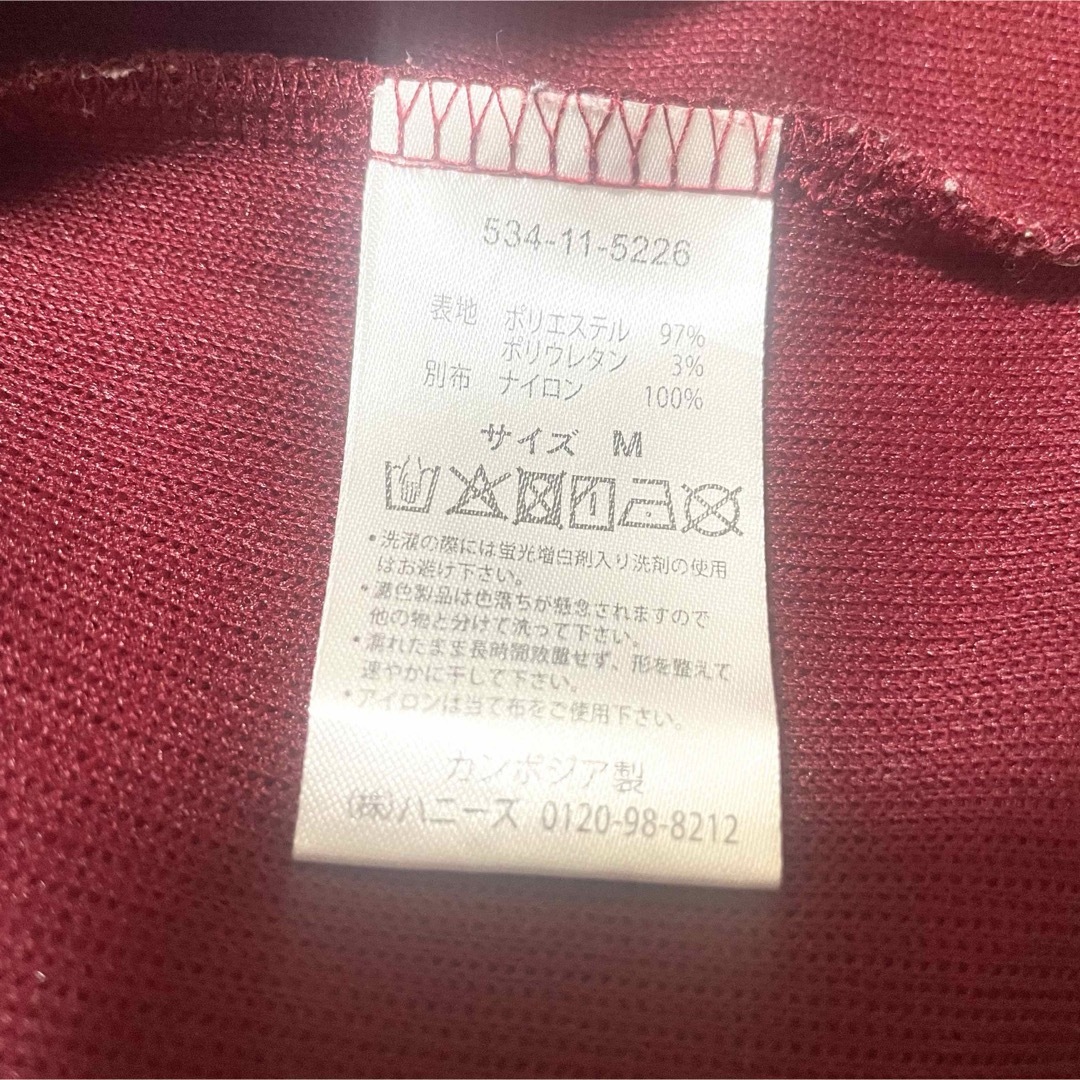 534-11-5226
表地 ポリエステル 97%
ポリウレタン 3%
別布 ナイロン 100%
サイズ M
・洗濯の際には蛍光増白剤入り洗剤の使用
はお避け下さい。
・濃色製品は色落ちが懸念されますので
他の物と分けて洗って下さい。
・濡れたまま長時間放置せず、形を整えて
速やかに干して下さい。
・アイロンは当て布をご使用下さい。
カンボジア製
(株)ハニーズ 0120-98-8212